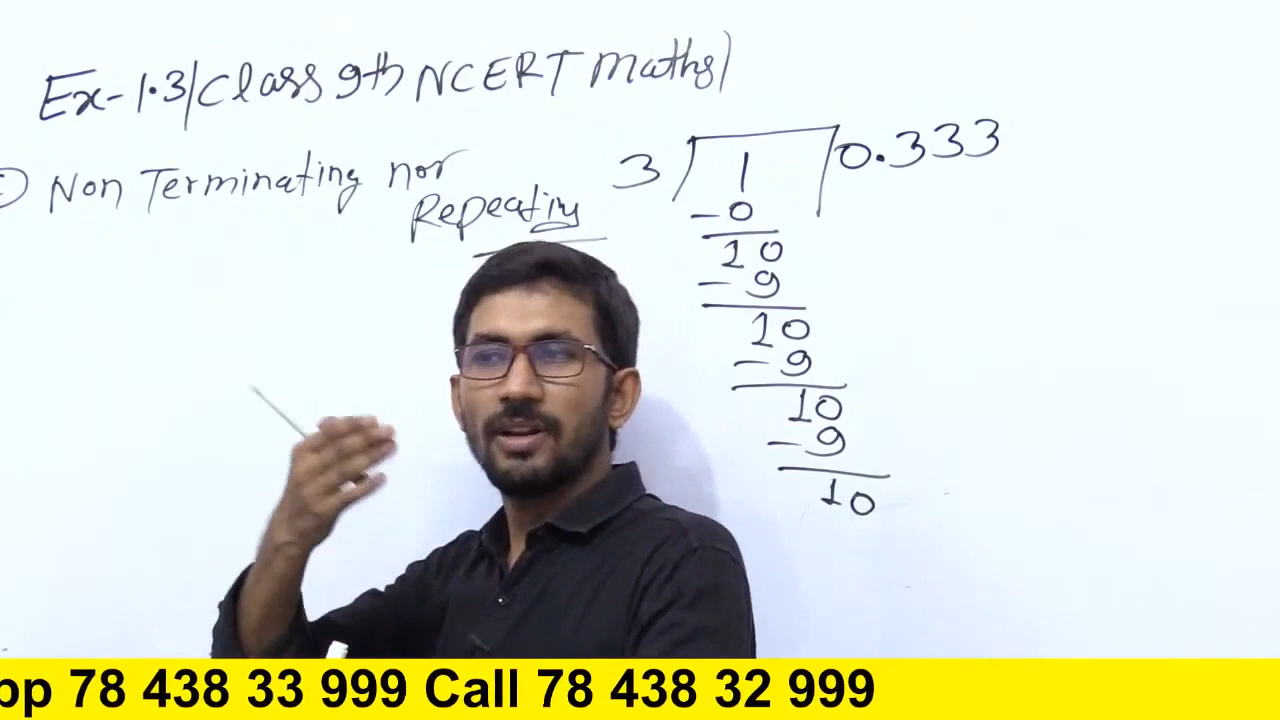 Ex-1.3/Class 9th NCERT Maths)
Non Terminating nor
Repeating
3 1 0.333
-0
10
-9
10
-9
10
-9
10
78 438 33 999 Call 78 438 32 999